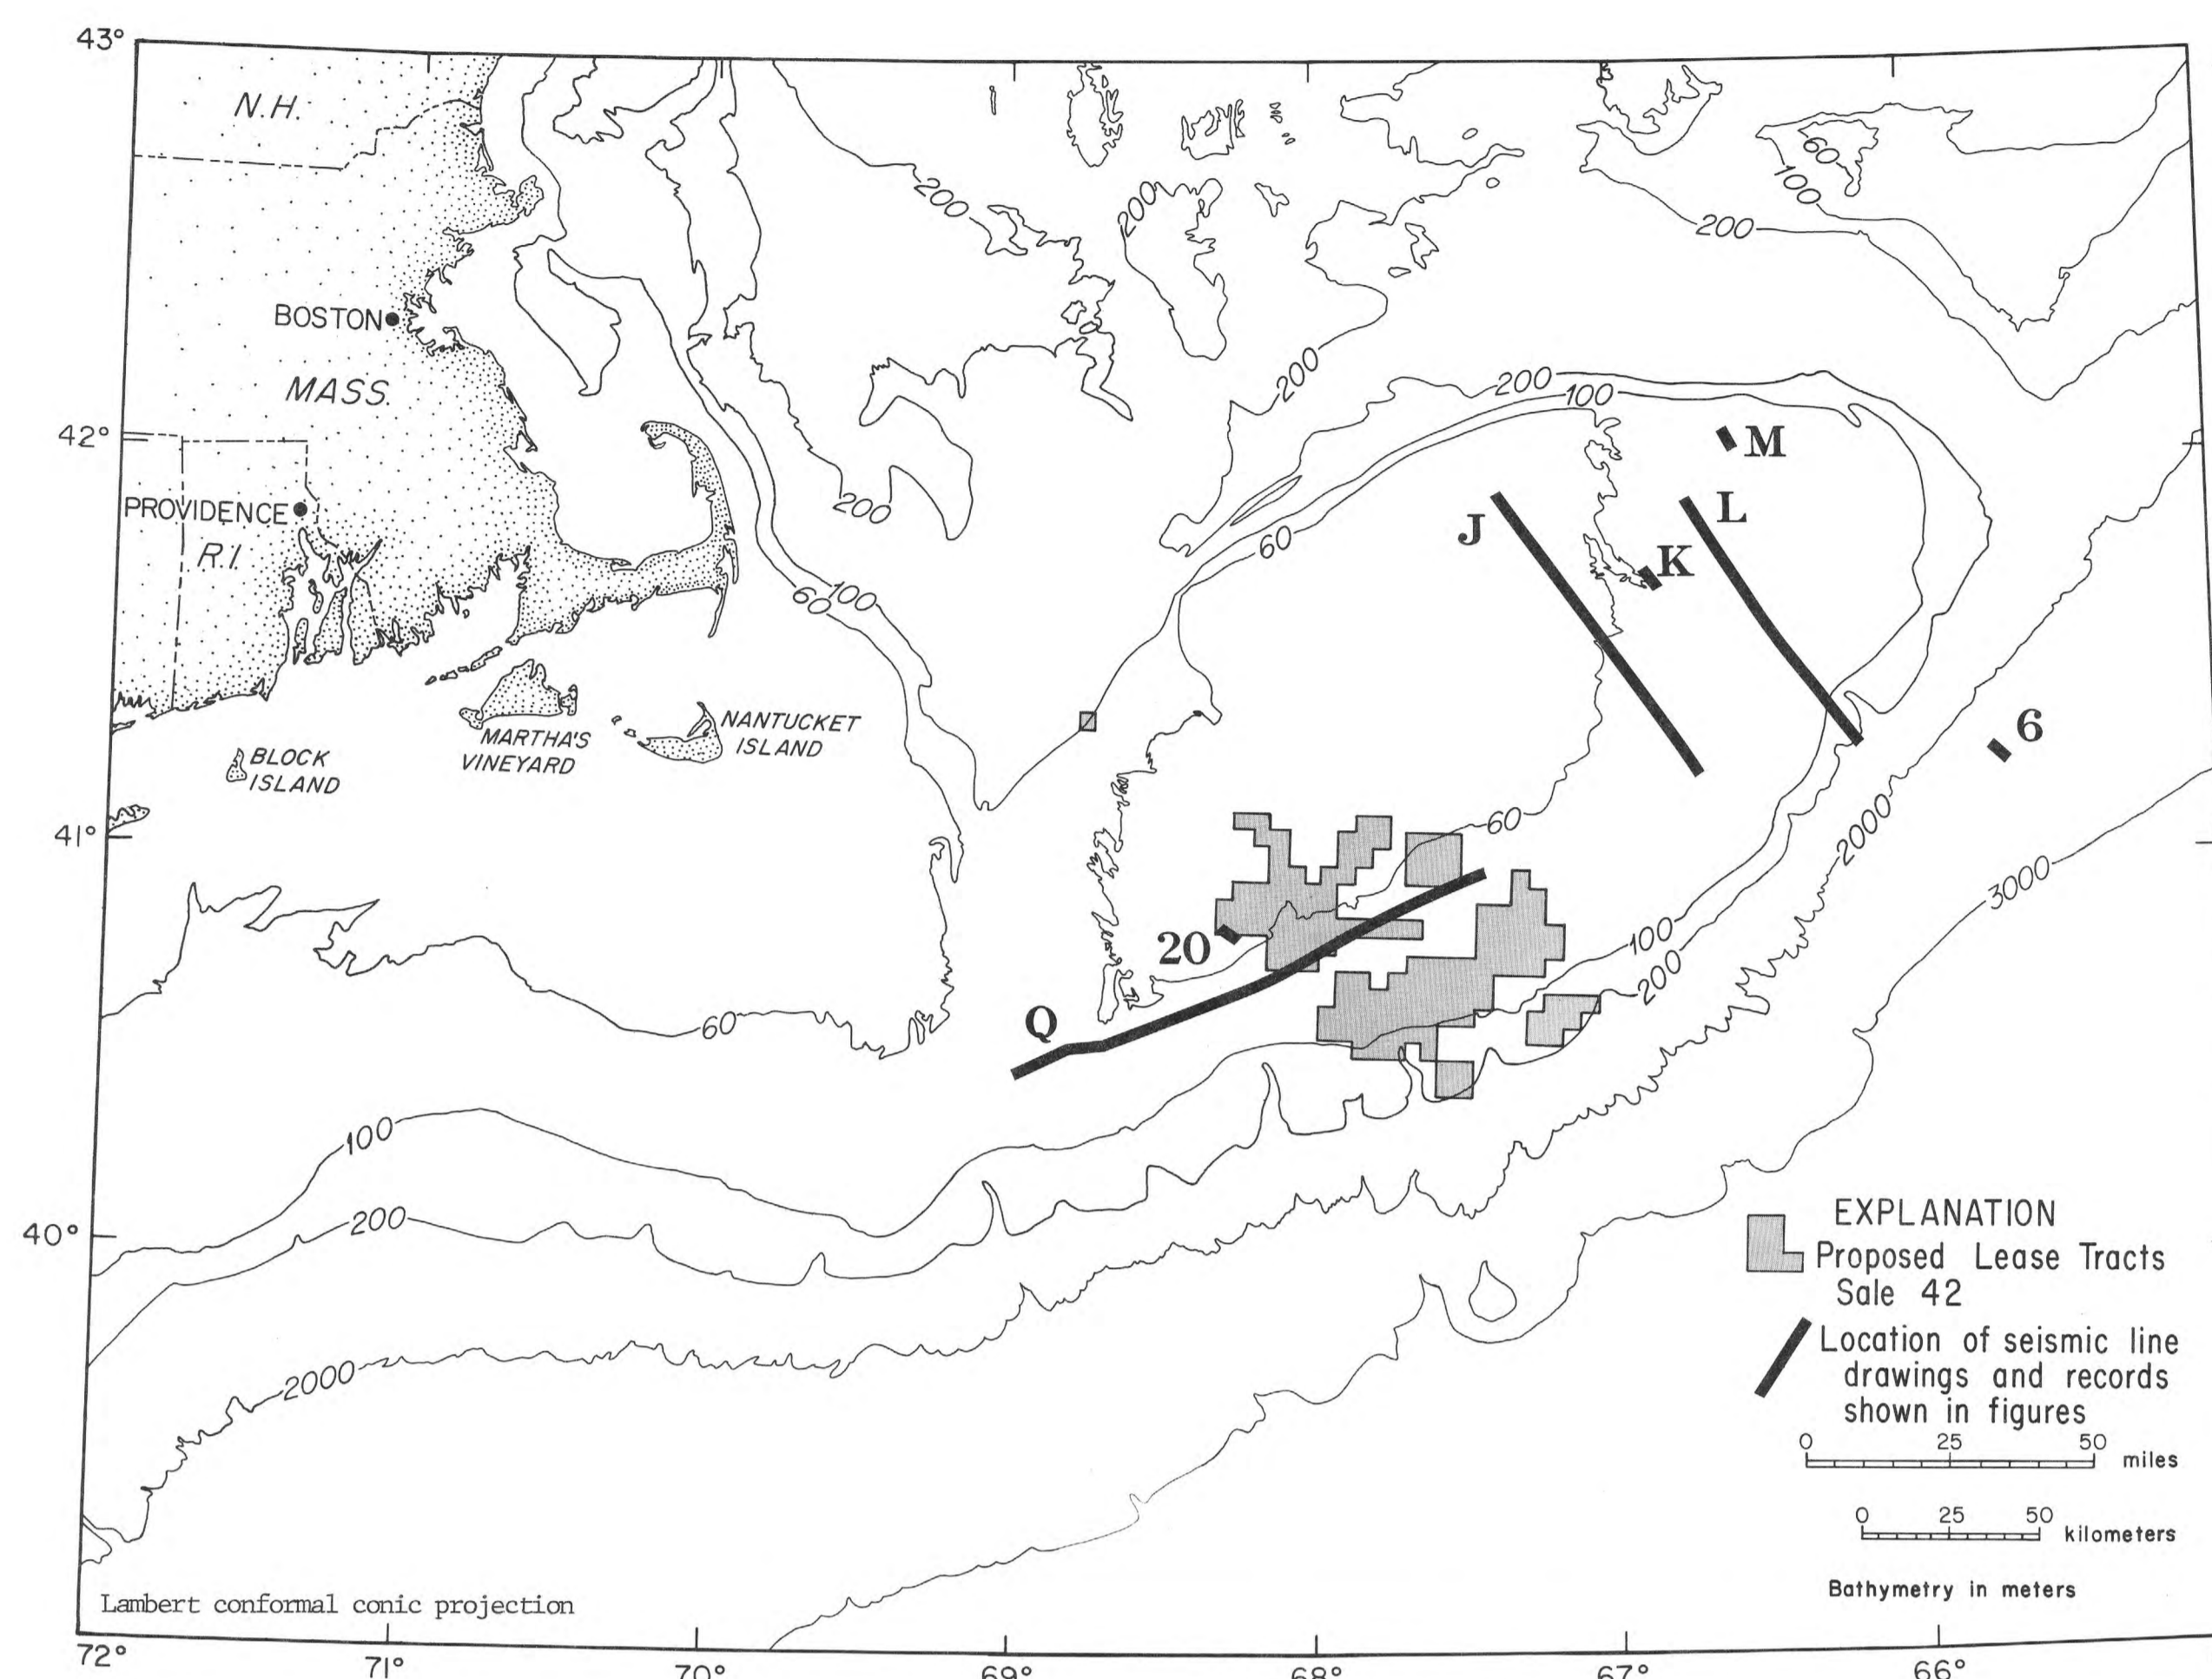 43°
N.H.
60
100
200
200
200
BOSTON
MASS.
200
200
100
42°
M
200
PROVIDENCE
R.I.
J
L
60
K
60
100
NANTUCKET
ISLAND
MARTHA'S
VINEYARD
BLOCK
ISLAND
6
41°
60
2000
3000
20
100
200
Q
60
100
200
40°
2000
EXPLANATION
Proposed Lease Tracts
Sale 42
Location of seismic line
drawings and records
shown in figures
0 25 50
miles
0 25 50
kilometers
Bathymetry in meters
Lambert conformal conic projection
72° 71° 70° 69° 68° 67° 66°